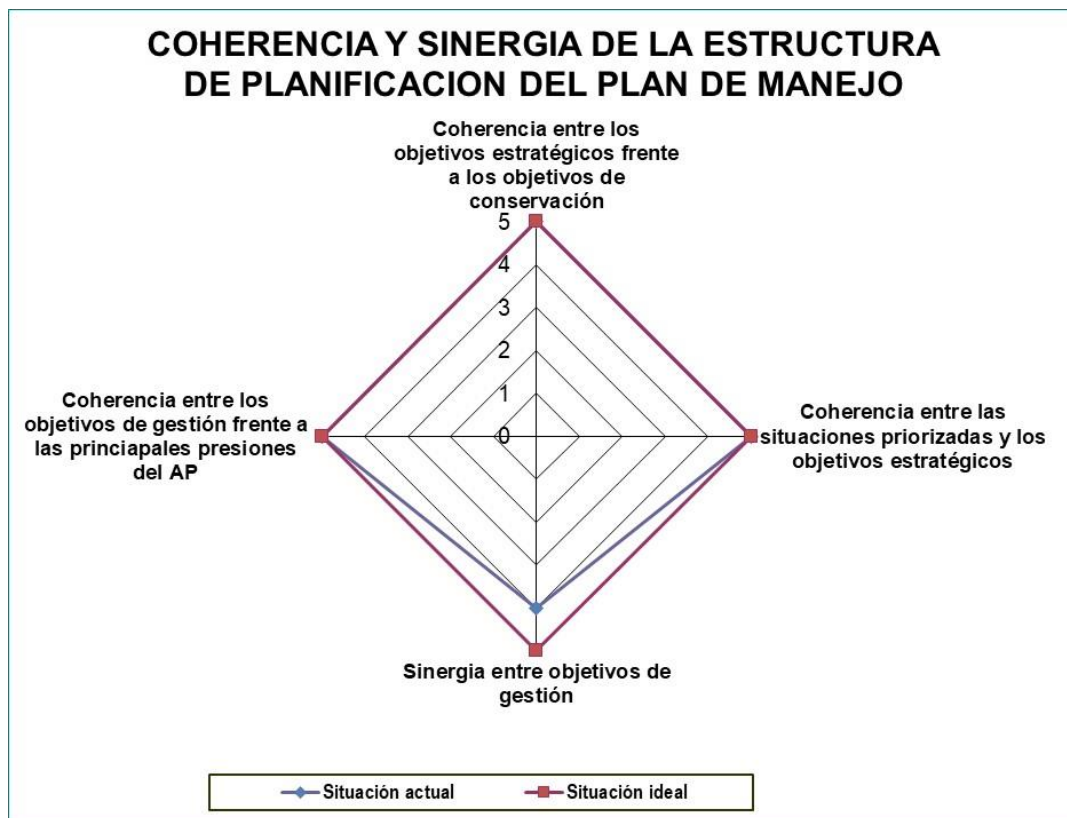 COHERENCIA Y SINERGIA DE LA ESTRUCTURA
DE PLANIFICACION DEL PLAN DE MANEJO
Coherencia entre los
objetivos estratégicos frente
a los objetivos de
conservación
5
4
3
2
1
0
Coherencia entre los
objetivos de gestión frente a
las princiapales presiones
del AP
Coherencia entre las
situaciones priorizadas y los
objetivos estratégicos
Sinergia entre objetivos de
gestión
Situación actual
Situación ideal